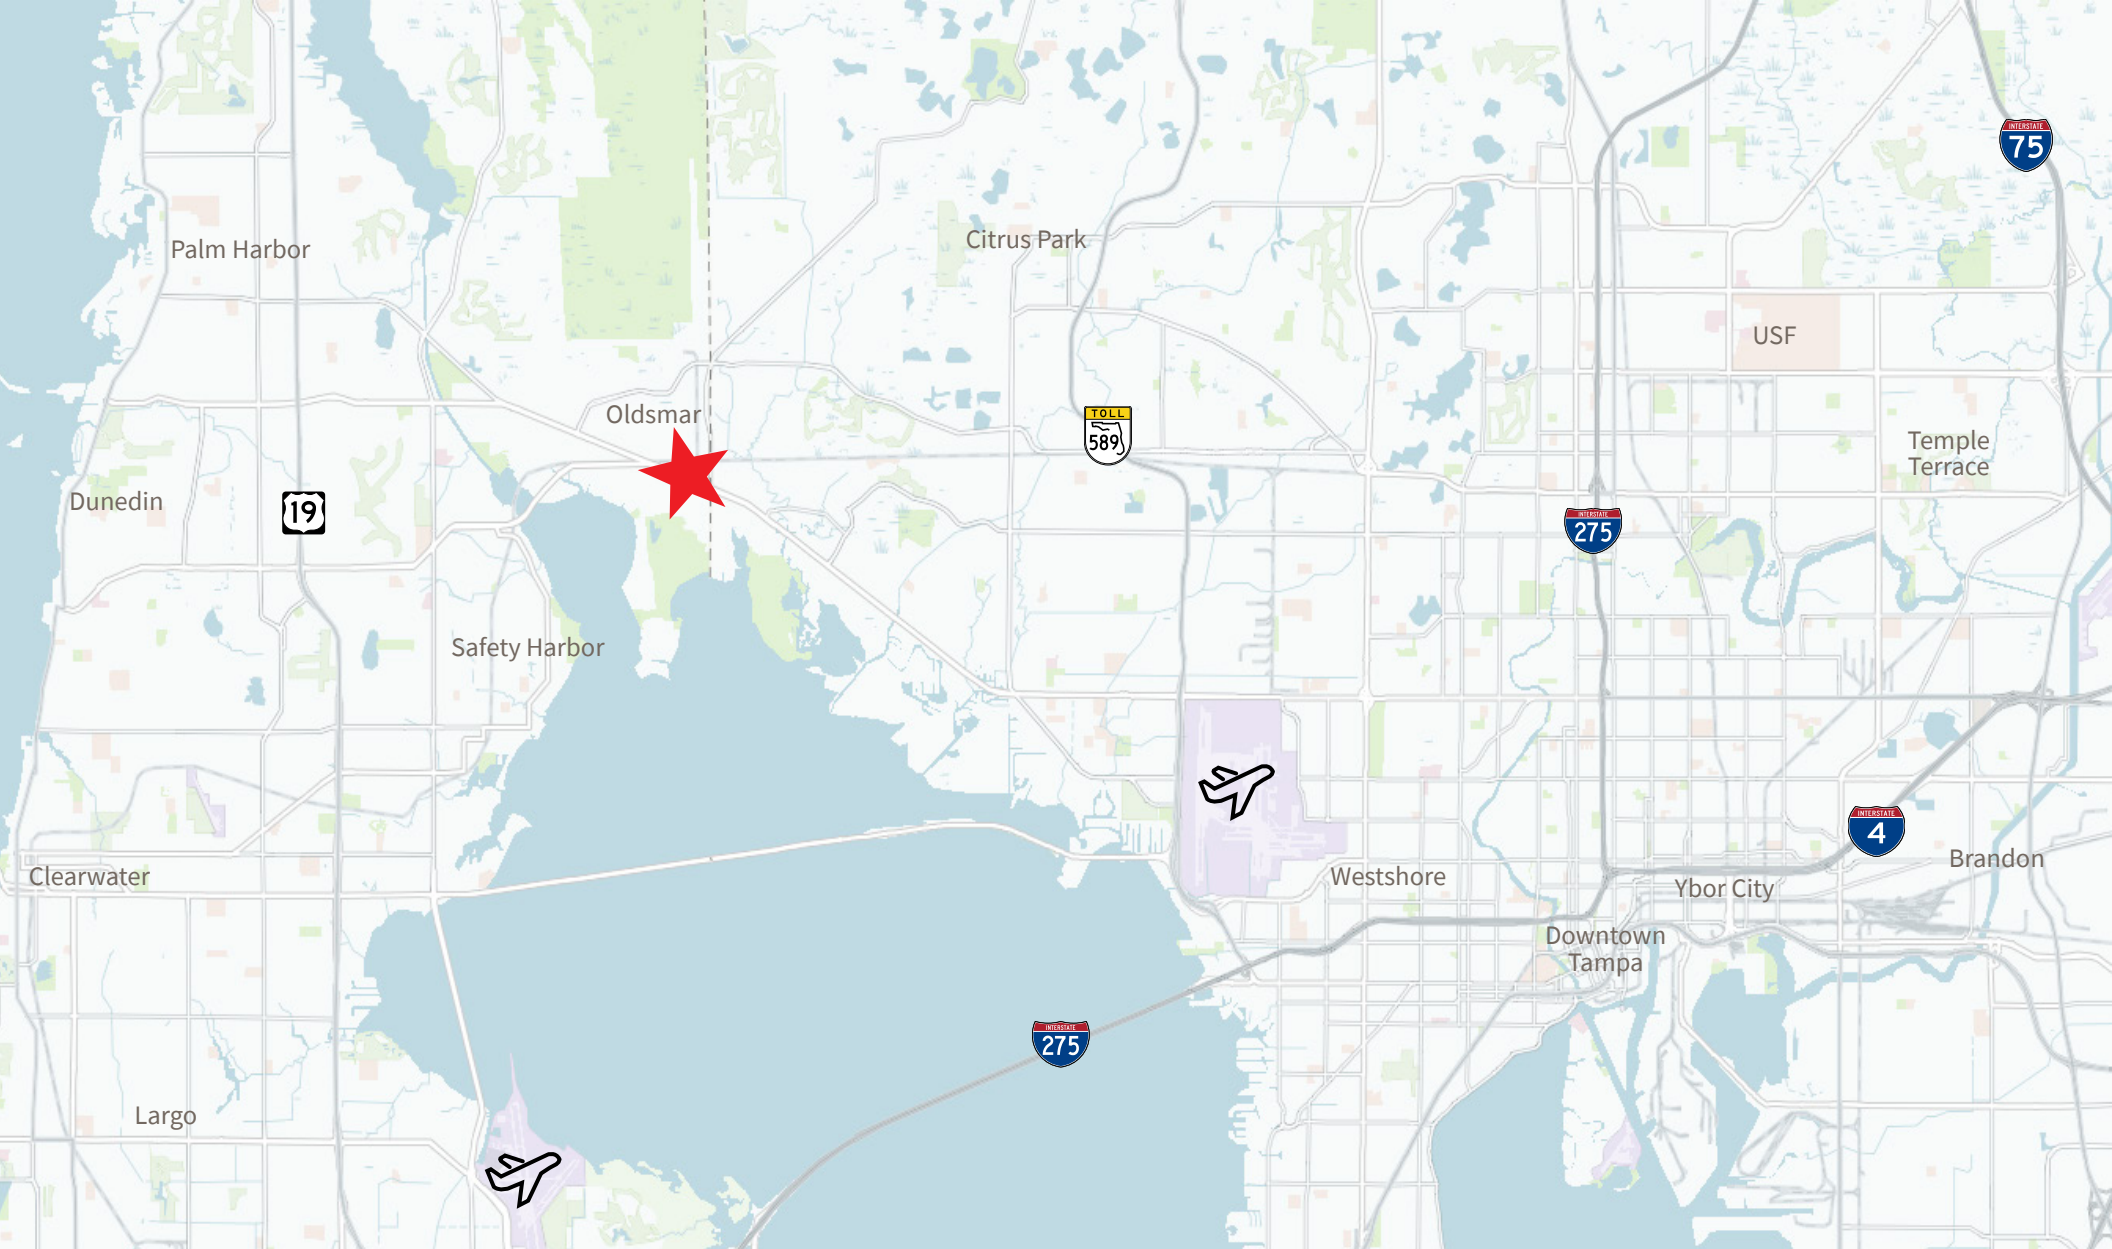 INTERSTATE
75
Palm Harbor
Citrus Park
USF
TOLL
589
Oldsmar
Temple
Terrace
Dunedin
19
INTERSTATE
275
Safety Harbor
INTERSTATE
4
Brandon
Clearwater
Westshore
Ybor City
Downtown
Tampa
INTERSTATE
275
Largo